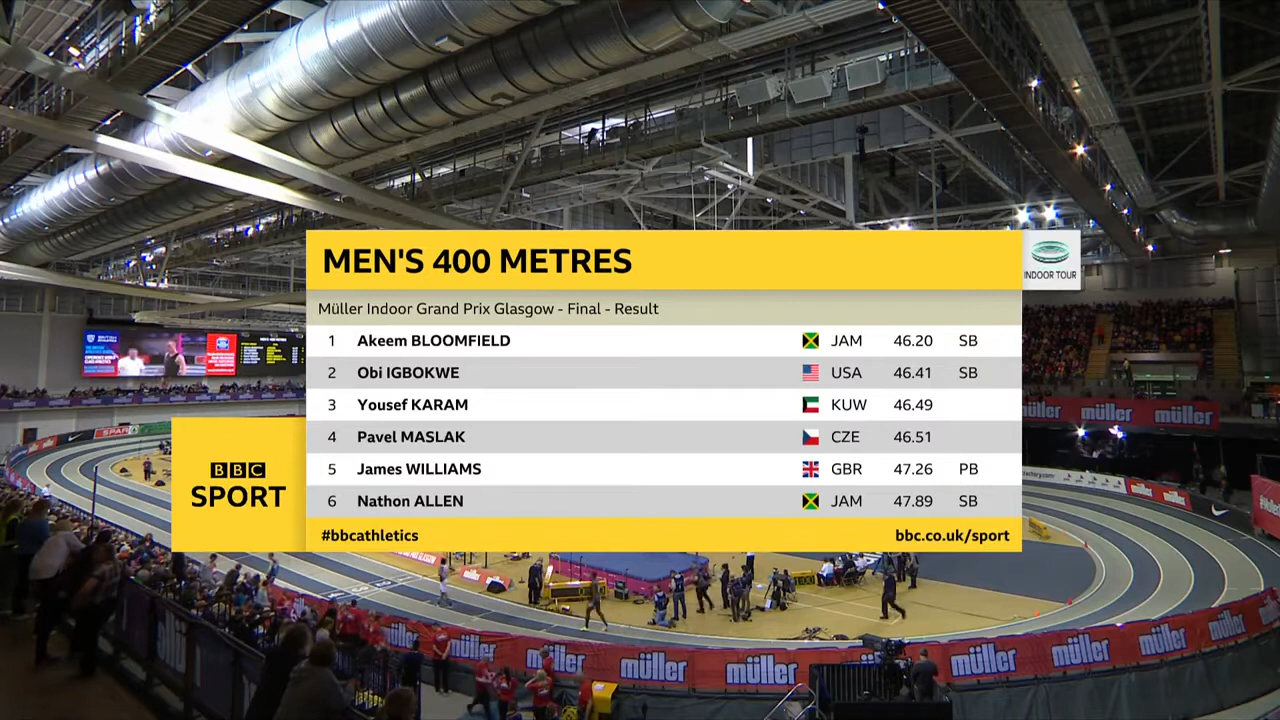 MEN'S 400 METRES
INDOOR TOUR
Müller Indoor Grand Prix Glasgow - Final - Result
1 Akeem BLOOMFIELD JAM 46.20 SB
2 Obi IGBOKWE USA 46.41 SB
3 Yousef KARAM KUW 46.49
4 Pavel MASLAK CZE 46.51
5 James WILLIAMS GBR 47.26 PB
6 Nathon ALLEN JAM 47.89 SB
BBC
SPORT
#bbcathletics bbc.co.uk/sport
müller müller müller
SPAR
müller müller müller müller müller müller müller müller